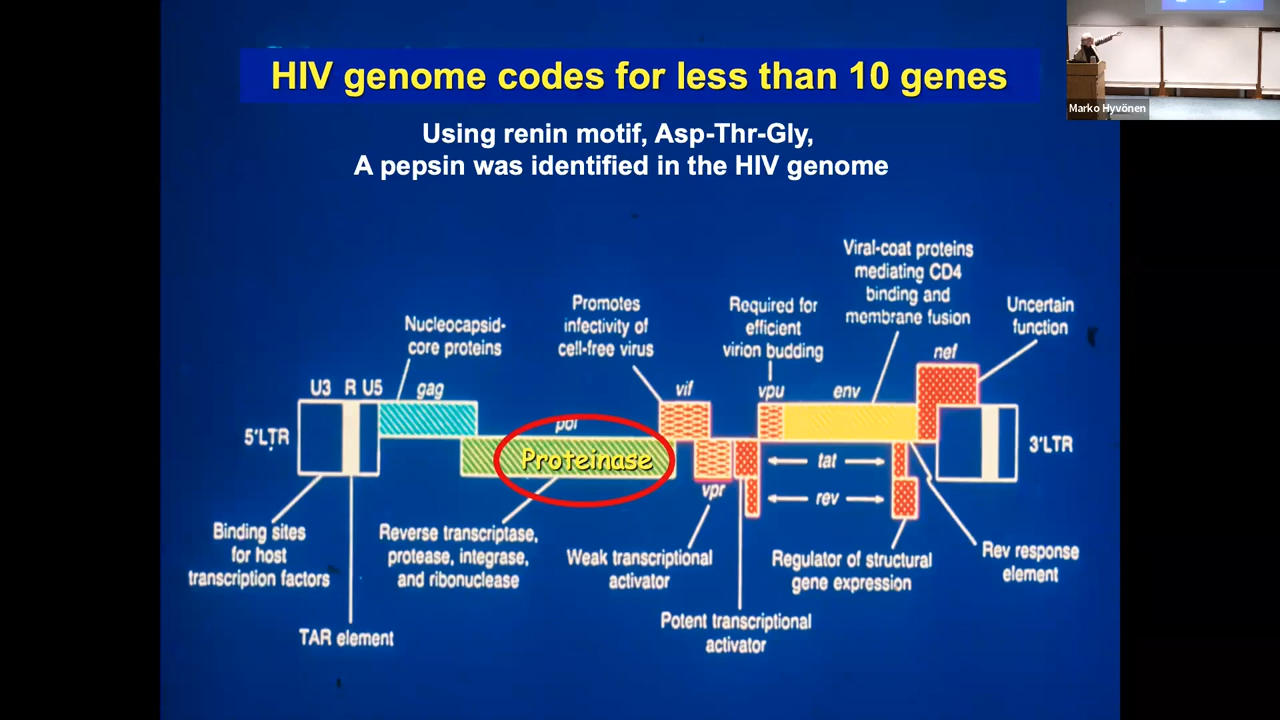 HIV genome codes for less than 10 genes
Marko Hyvönen
Using renin motif, Asp-Thr-Gly,
A pepsin was identified in the HIV genome
Viral-coat proteins
mediating CD4
binding and
membrane fusion
Promotes
infectivity of
cell-free virus
Required for
efficient
virion budding
Uncertain
function
Nucleocapsid-
core proteins
nef
U3 R U5
gag
vif
vpu
env
pol
5'LTR
3'LTR
Proteinase
tat
vpr
rev
Binding sites
for host
transcription factors
Reverse transcriptase,
protease, integrase,
and ribonuclease
Weak transcriptional
activator
Regulator of structural
gene expression
Rev response
element
TAR element
Potent transcriptional
activator